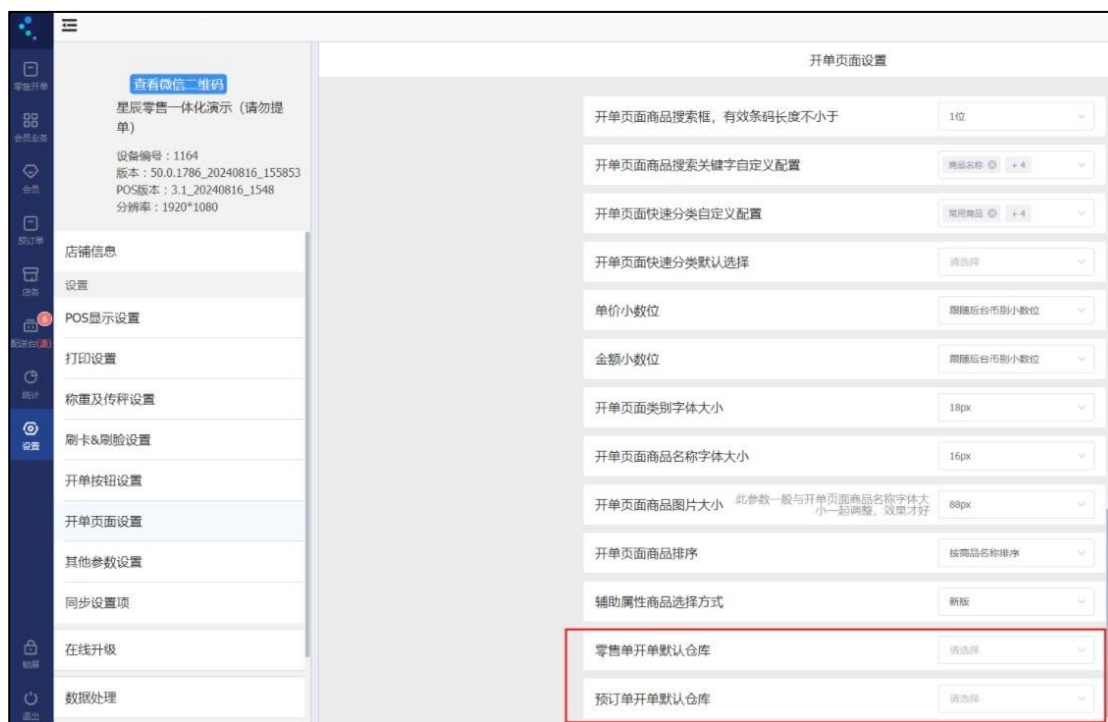 零售开单
会员业务
会员
预订单
店务
6
配送台(退)
统计
设置
锁屏
退出
查看微信二维码
星辰零售一体化演示（请勿提
单）
设备编号：1164
版本：50.0.1786_20240816_155853
POS版本：3.1_20240816_1548
分辨率：1920*1080
店铺信息
设置
POS显示设置
打印设置
称重及传秤设置
刷卡&刷脸设置
开单按钮设置
开单页面设置
其他参数设置
同步设置项
在线升级
数据处理
开单页面设置
开单页面商品搜索框，有效条码长度不小于 1位
开单页面商品搜索关键字自定义配置 商品名称 + 4
开单页面快速分类自定义配置 常用商品 + 4
开单页面快速分类默认选择 请选择
单价小数位 跟随后台币别小数位
金额小数位 跟随后台币别小数位
开单页面类别字体大小 18px
开单页面商品名称字体大小 16px
开单页面商品图片大小 此参数一般与开单页面商品名称字体大
小一起调整，效果才好 88px
开单页面商品排序 按商品名称排序
辅助属性商品选择方式 新版
零售单开单默认仓库 请选择
预订单开单默认仓库 请选择